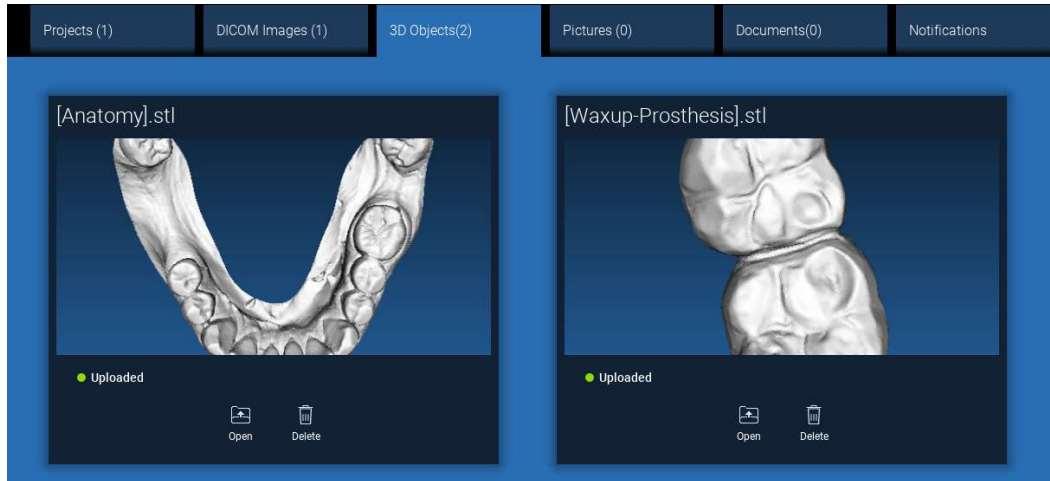 Projects (1)
DICOM Images (1)
3D Objects(2)
Pictures (0)
Documents(0)
Notifications
[Anatomy].stl
Uploaded
Open
Delete
[Waxup-Prosthesis].stl
Uploaded
Open
Delete